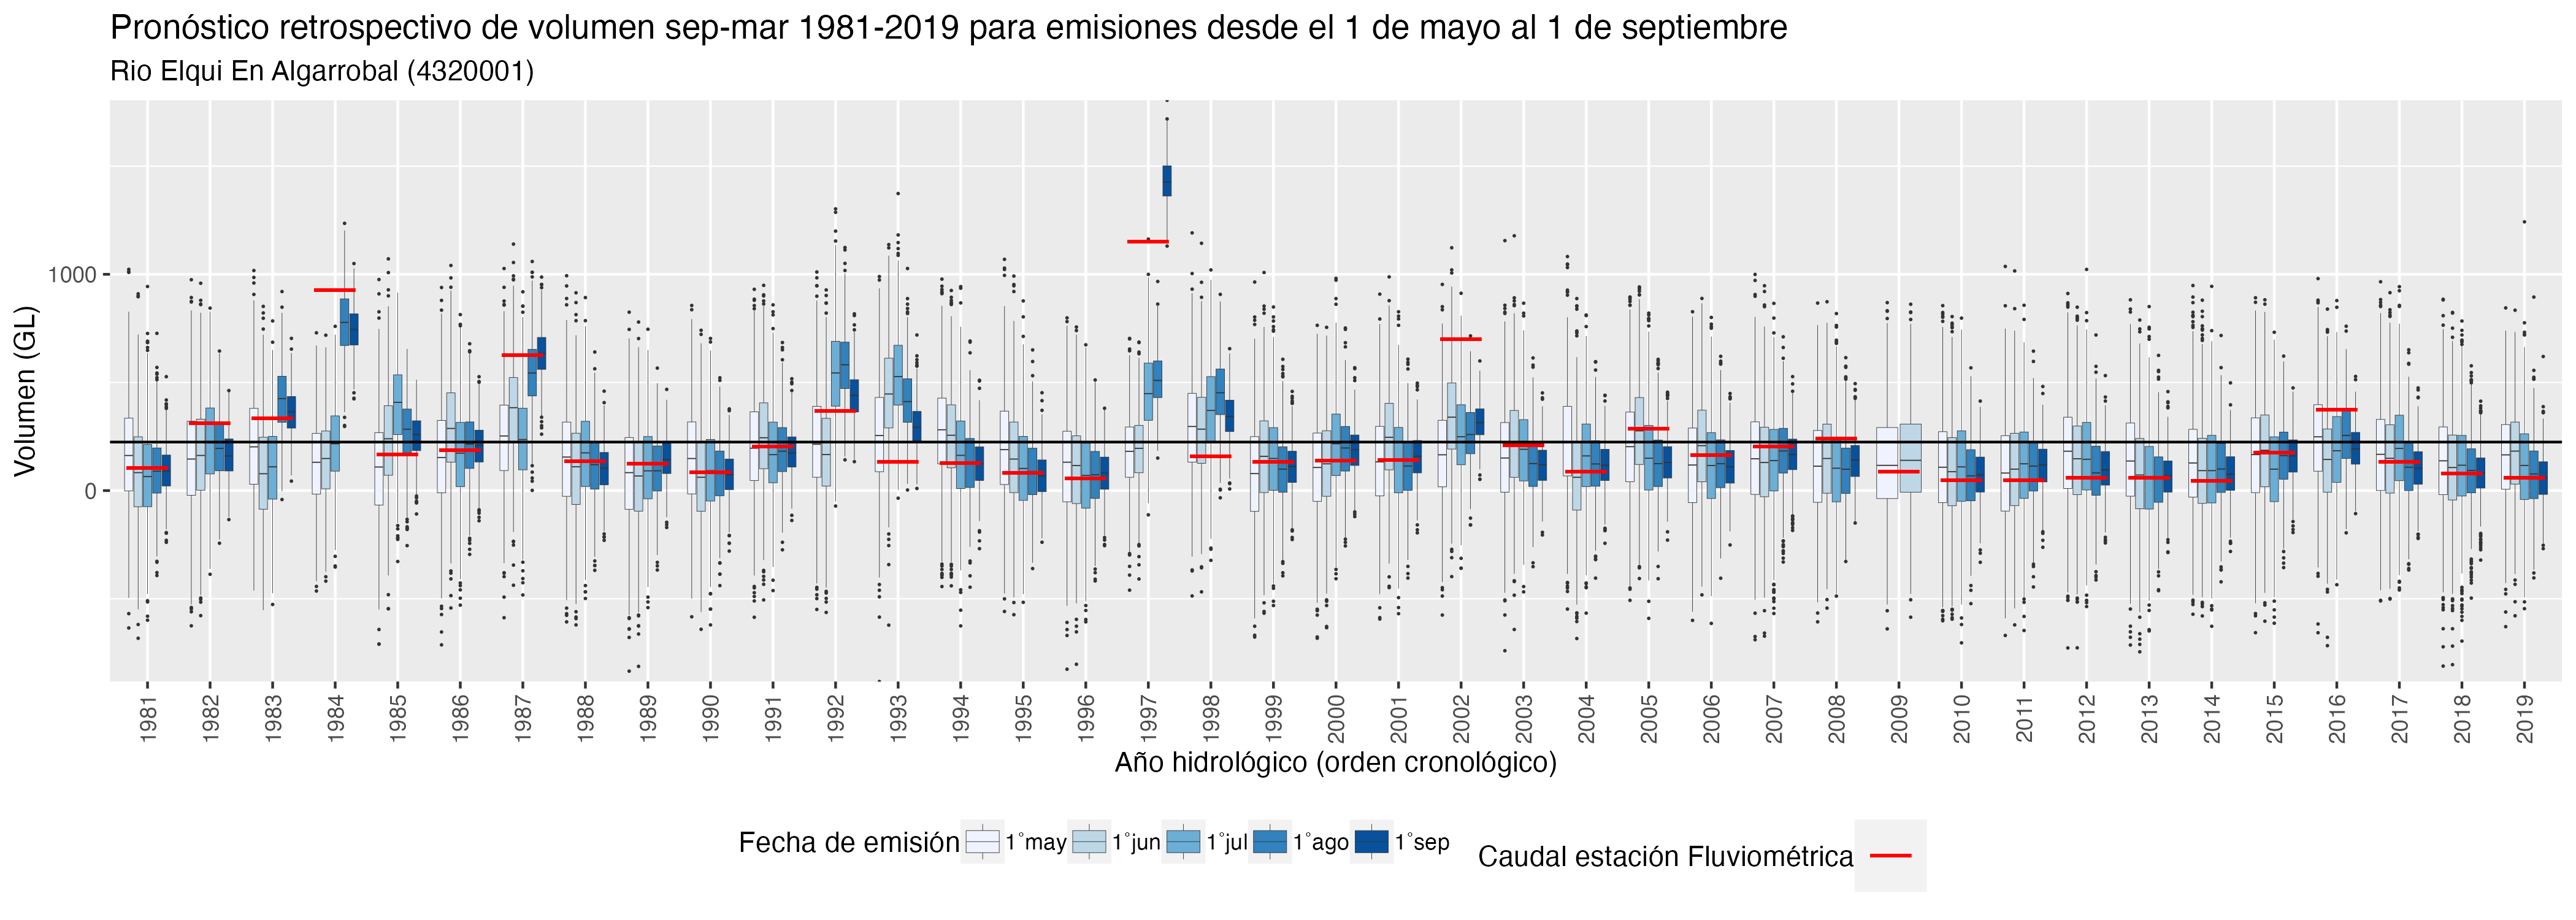 Pronóstico retrospectivo de volumen sep-mar 1981-2019 para emisiones desde el 1 de mayo al 1 de septiembre
Rio Elqui En Algarrobal (4320001)
Volumen (GL)
1000
0
1981 1982 1983 1984 1985 1986 1987 1988 1989 1990 1991 1992 1993 1994 1995 1996 1997 1998 1999 2000 2001 2002 2003 2004 2005 2006 2007 2008 2009 2010 2011 2012 2013 2014 2015 2016 2017 2018 2019
Año hidrológico (orden cronológico)
Fecha de emisión 1°may 1°jun 1°jul 1°ago 1°sep Caudal estación Fluviométrica